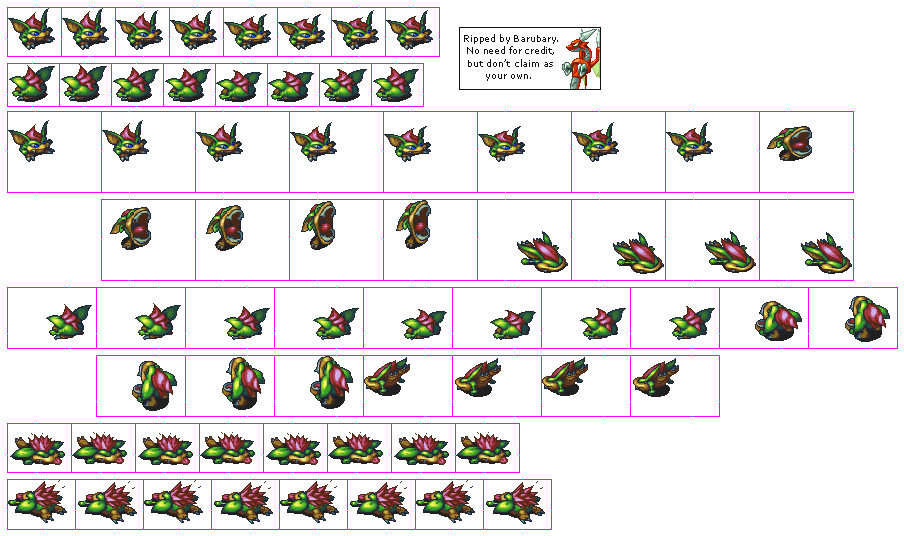 Ripped by Barubary.
No need for credit,
but don't claim as
your own.